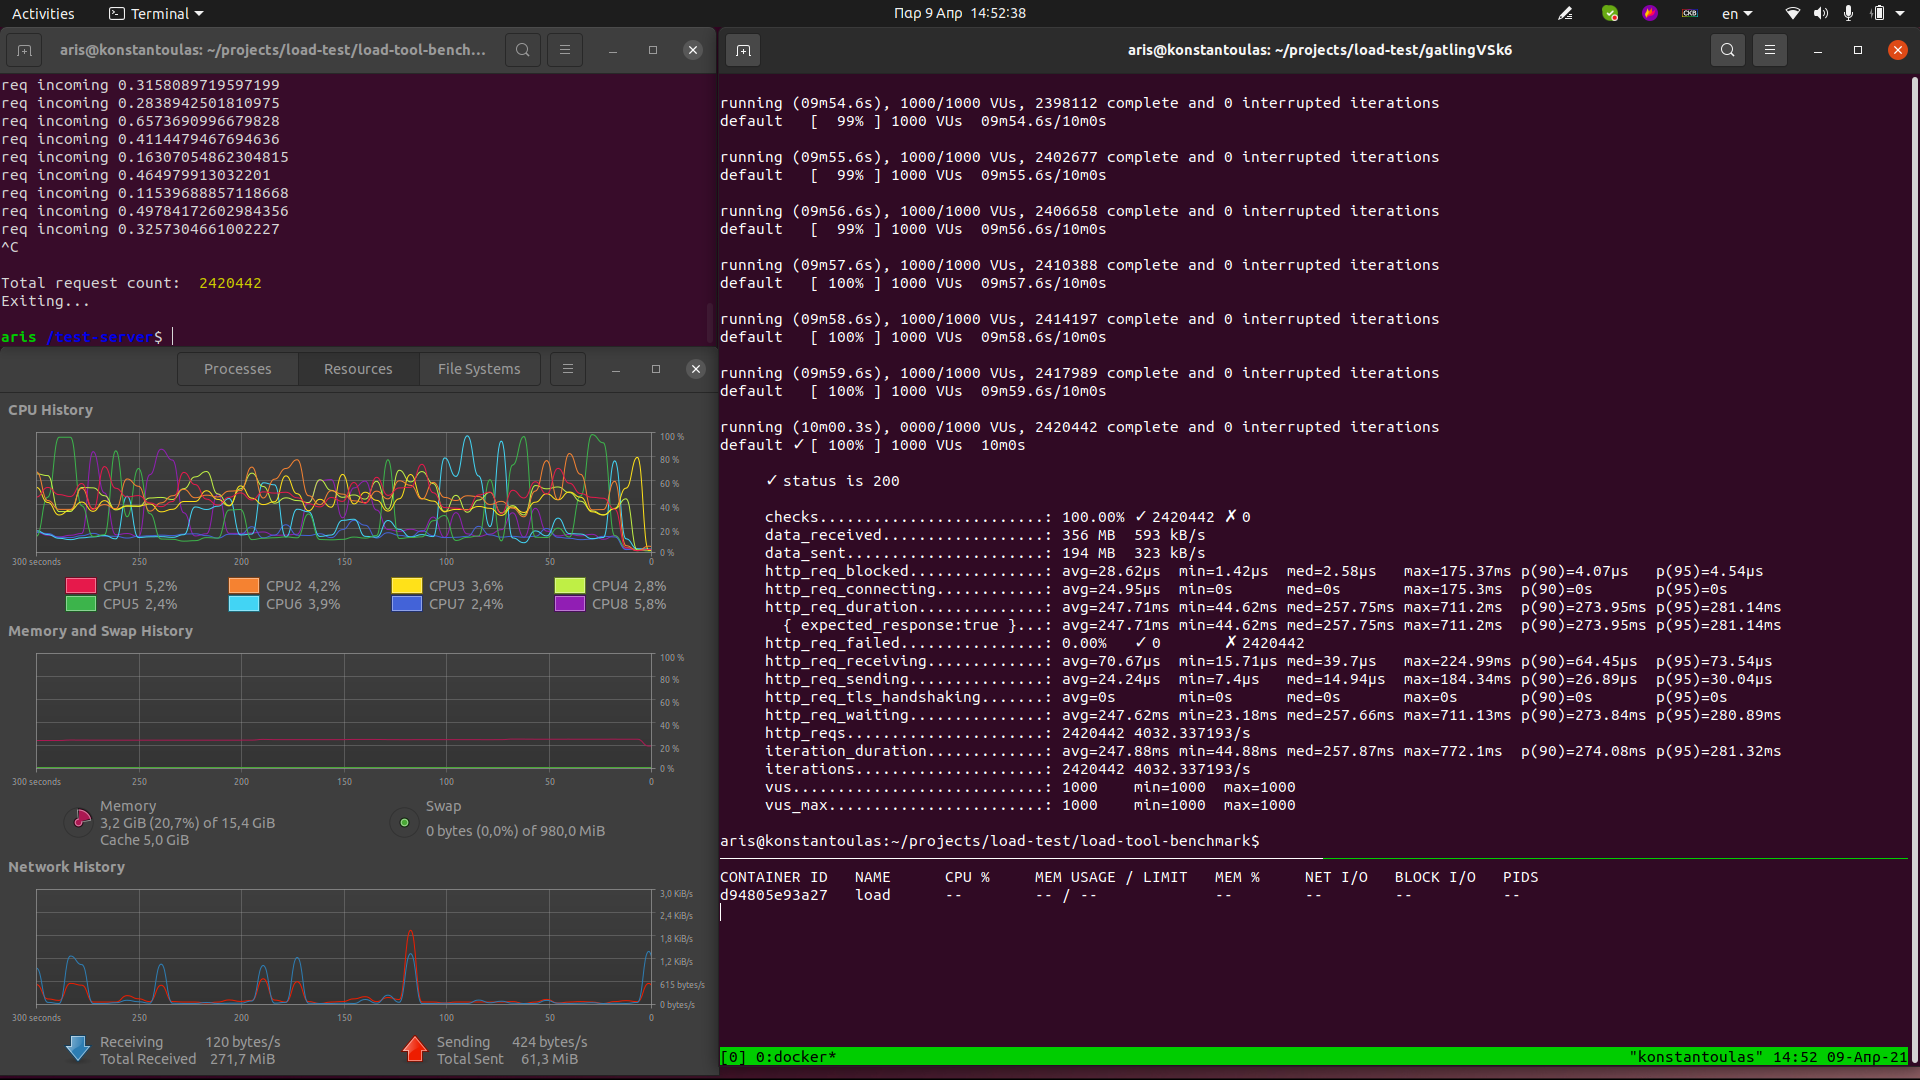 Activities Terminal Παρ 9 Απρ 14:52:38 CKB en
aris@konstantoulas: ~/projects/load-test/load-tool-bench...
req incoming 0.3158089719597199
req incoming 0.2838942501810975
req incoming 0.6573690996679828
req incoming 0.4114479467694636
req incoming 0.16307054862304815
req incoming 0.464979913032201
req incoming 0.11539688857118668
req incoming 0.49784172602984356
req incoming 0.3257304661002227
^C
Total request count: 2420442
Exiting...
aris /test-server$
Processes Resources File Systems
CPU History
100 %
80 %
60 %
40 %
20 %
0 %
300 seconds 250 200 150 100 50 0
CPU1 5,2% CPU2 4,2% CPU3 3,6% CPU4 2,8%
CPU5 2,4% CPU6 3,9% CPU7 2,4% CPU8 5,8%
Memory and Swap History
100 %
80 %
60 %
40 %
20 %
0 %
300 seconds 250 200 150 100 50 0
Memory
3,2 GiB (20,7%) of 15,4 GiB
Cache 5,0 GiB
Swap
0 bytes (0,0%) of 980,0 MiB
Network History
3,0 KiB/s
2,4 KiB/s
1,8 KiB/s
1,2 KiB/s
615 bytes/s
0 bytes/s
300 seconds 250 200 150 100 50 0
Receiving 120 bytes/s
Total Received 271,7 MiB
Sending 424 bytes/s
Total Sent 61,3 MiB
aris@konstantoulas: ~/projects/load-test/gatlingVSk6
running (09m54.6s), 1000/1000 VUs, 2398112 complete and 0 interrupted iterations
default [ 99% ] 1000 VUs 09m54.6s/10m0s
running (09m55.6s), 1000/1000 VUs, 2402677 complete and 0 interrupted iterations
default [ 99% ] 1000 VUs 09m55.6s/10m0s
running (09m56.6s), 1000/1000 VUs, 2406658 complete and 0 interrupted iterations
default [ 99% ] 1000 VUs 09m56.6s/10m0s
running (09m57.6s), 1000/1000 VUs, 2410388 complete and 0 interrupted iterations
default [ 100% ] 1000 VUs 09m57.6s/10m0s
running (09m58.6s), 1000/1000 VUs, 2414197 complete and 0 interrupted iterations
default [ 100% ] 1000 VUs 09m58.6s/10m0s
running (09m59.6s), 1000/1000 VUs, 2417989 complete and 0 interrupted iterations
default [ 100% ] 1000 VUs 09m59.6s/10m0s
running (10m00.3s), 0000/1000 VUs, 2420442 complete and 0 interrupted iterations
default ✓ [ 100% ] 1000 VUs 10m0s
✓ status is 200
checks.........................: 100.00% ✓ 2420442 ✗ 0
data_received..................: 356 MB 593 kB/s
data_sent......................: 194 MB 323 kB/s
http_req_blocked...............: avg=28.62µs min=1.42µs med=2.58µs max=175.37ms p(90)=4.07µs p(95)=4.54µs
http_req_connecting............: avg=24.95µs min=0s med=0s max=175.3ms p(90)=0s p(95)=0s
http_req_duration..............: avg=247.71ms min=44.62ms med=257.75ms max=711.2ms p(90)=273.95ms p(95)=281.14ms
{ expected_response:true }...: avg=247.71ms min=44.62ms med=257.75ms max=711.2ms p(90)=273.95ms p(95)=281.14ms
http_req_failed................: 0.00% ✓ 0 ✗ 2420442
http_req_receiving.............: avg=70.67µs min=15.71µs med=39.7µs max=224.99ms p(90)=64.45µs p(95)=73.54µs
http_req_sending...............: avg=24.24µs min=7.4µs med=14.94µs max=184.34ms p(90)=26.89µs p(95)=30.04µs
http_req_tls_handshaking.......: avg=0s min=0s med=0s max=0s p(90)=0s p(95)=0s
http_req_waiting...............: avg=247.62ms min=23.18ms med=257.66ms max=711.13ms p(90)=273.84ms p(95)=280.89ms
http_reqs......................: 2420442 4032.337193/s
iteration_duration.............: avg=247.88ms min=44.88ms med=257.87ms max=772.1ms p(90)=274.08ms p(95)=281.32ms
iterations.....................: 2420442 4032.337193/s
vus............................: 1000 min=1000 max=1000
vus_max........................: 1000 min=1000 max=1000
aris@konstantoulas:~/projects/load-test/load-tool-benchmark$
CONTAINER ID NAME CPU % MEM USAGE / LIMIT MEM % NET I/O BLOCK I/O PIDS
d94805e93a27 load -- -- / -- -- -- -- --
[0] 0:docker* "konstantoulas" 14:52 09-Απρ-21